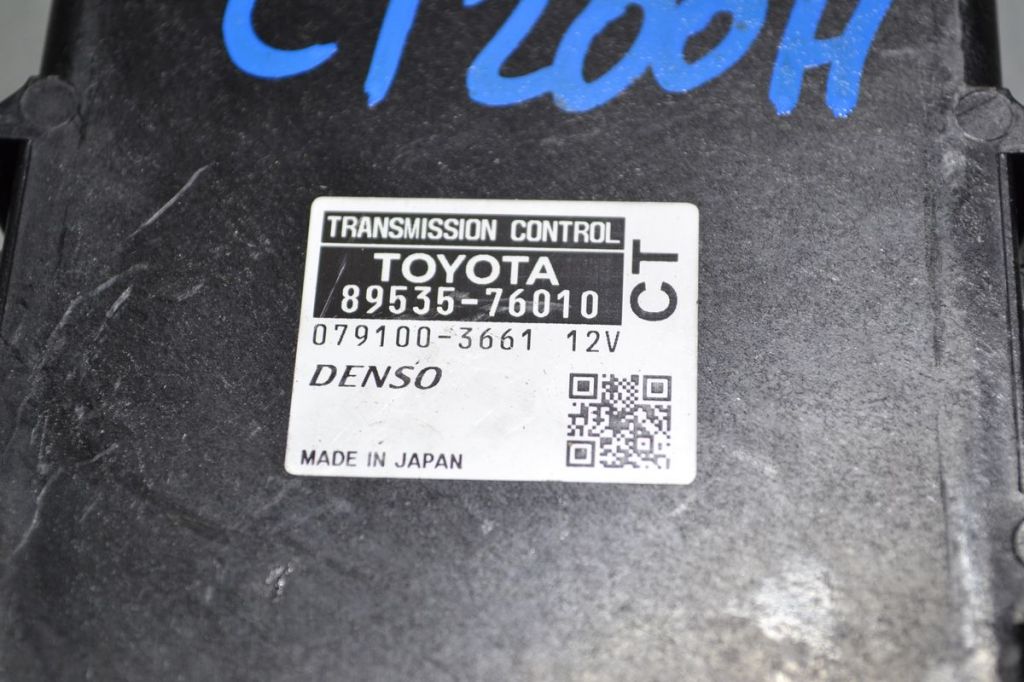 CT200H
TRANSMISSION CONTROL
TOYOTA
89535-76010
CT
079100-3661 12V
DENSO
MADE IN JAPAN